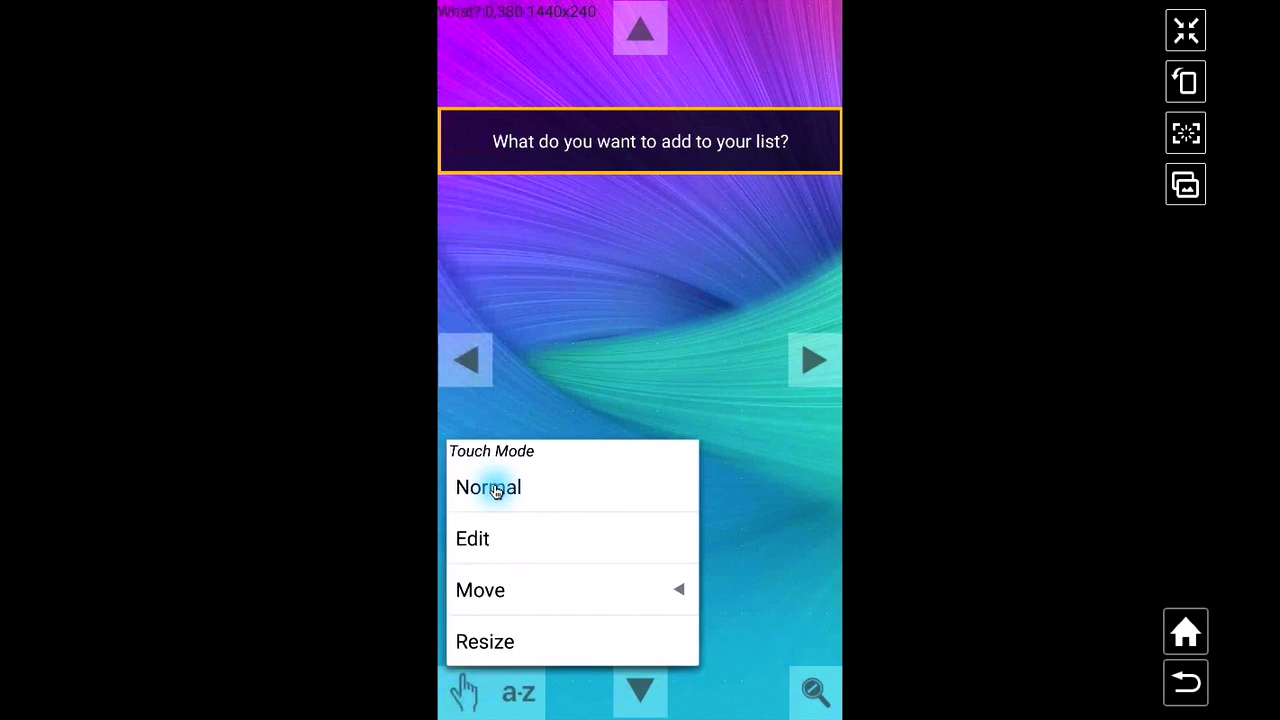 What? 0,380 1440x240
What do you want to add to your list?
Touch Mode
Normal
Edit
Move
Resize
a-z